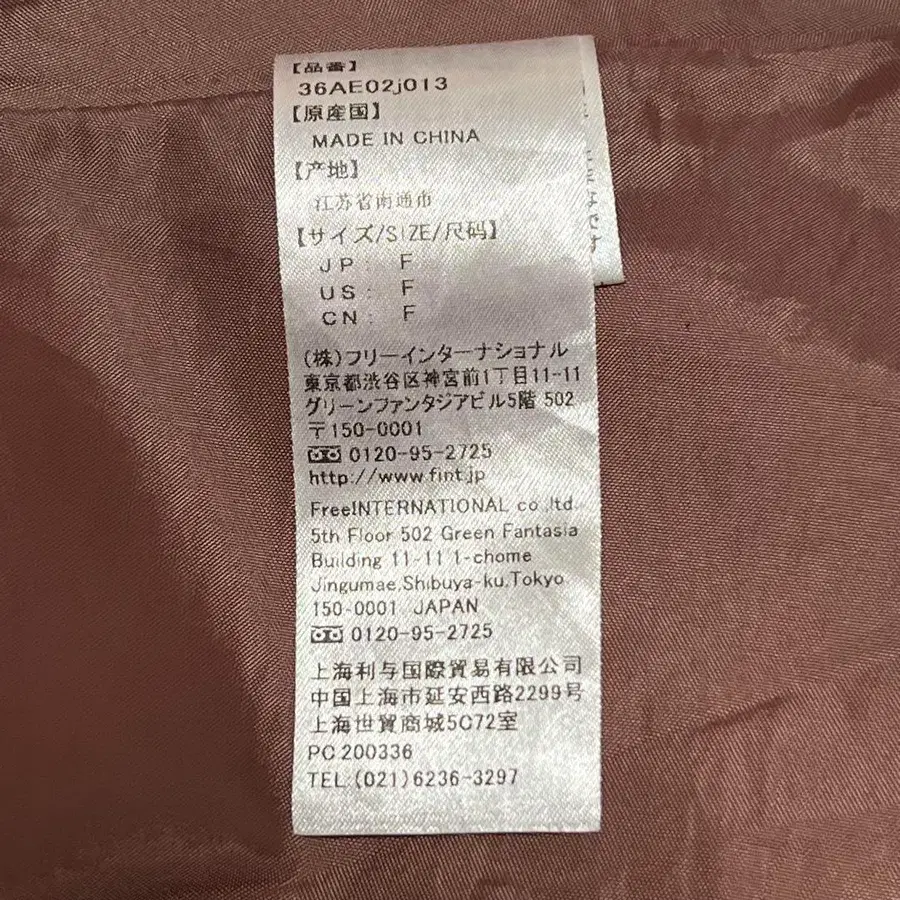 【品番】
36AE02j013
【原産国】
MADE IN CHINA
【产地】
江苏省南通市
【サイズ/SIZE/尺码】
JP: F
US: F
CN: F
(株)フリーインターナショナル
東京都渋谷区神宮前1丁目11-11
グリーンファンタジアビル5階 502
〒150-0001
0120-95-2725
http://www.fint.jp
FreeINTERNATIONAL co.,ltd.
5th Floor 502 Green Fantasia
Building 11-11 1-chome
Jingumae,Shibuya-ku,Tokyo
150-0001 JAPAN
0120-95-2725
上海利与国際貿易有限公司
中国上海市延安西路2299号
上海世貿商城5C72室
PC 200336
TEL:(021)6236-3297